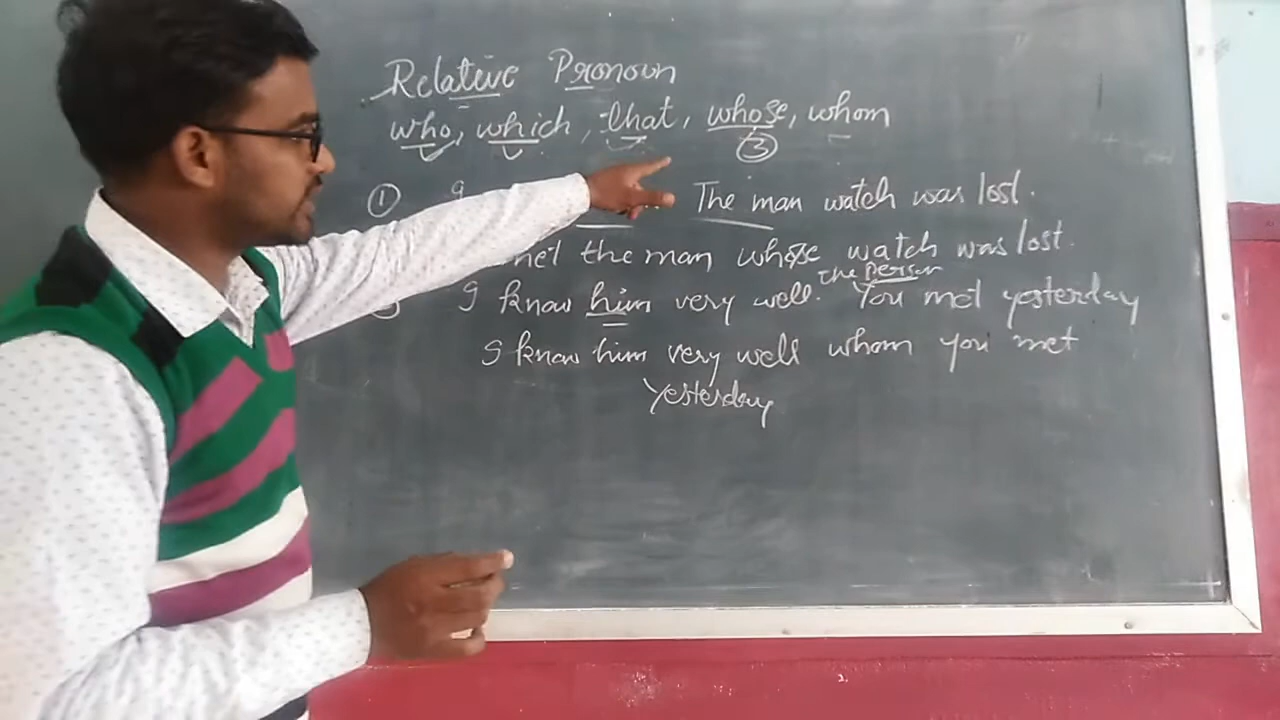 Relative Pronoun
who, which, that, whose, whom
3
1 I The man watch was lost.
met the man whose watch was lost.
The person
I know him very well. You met yesterday
I know him very well whom you met
yesterday